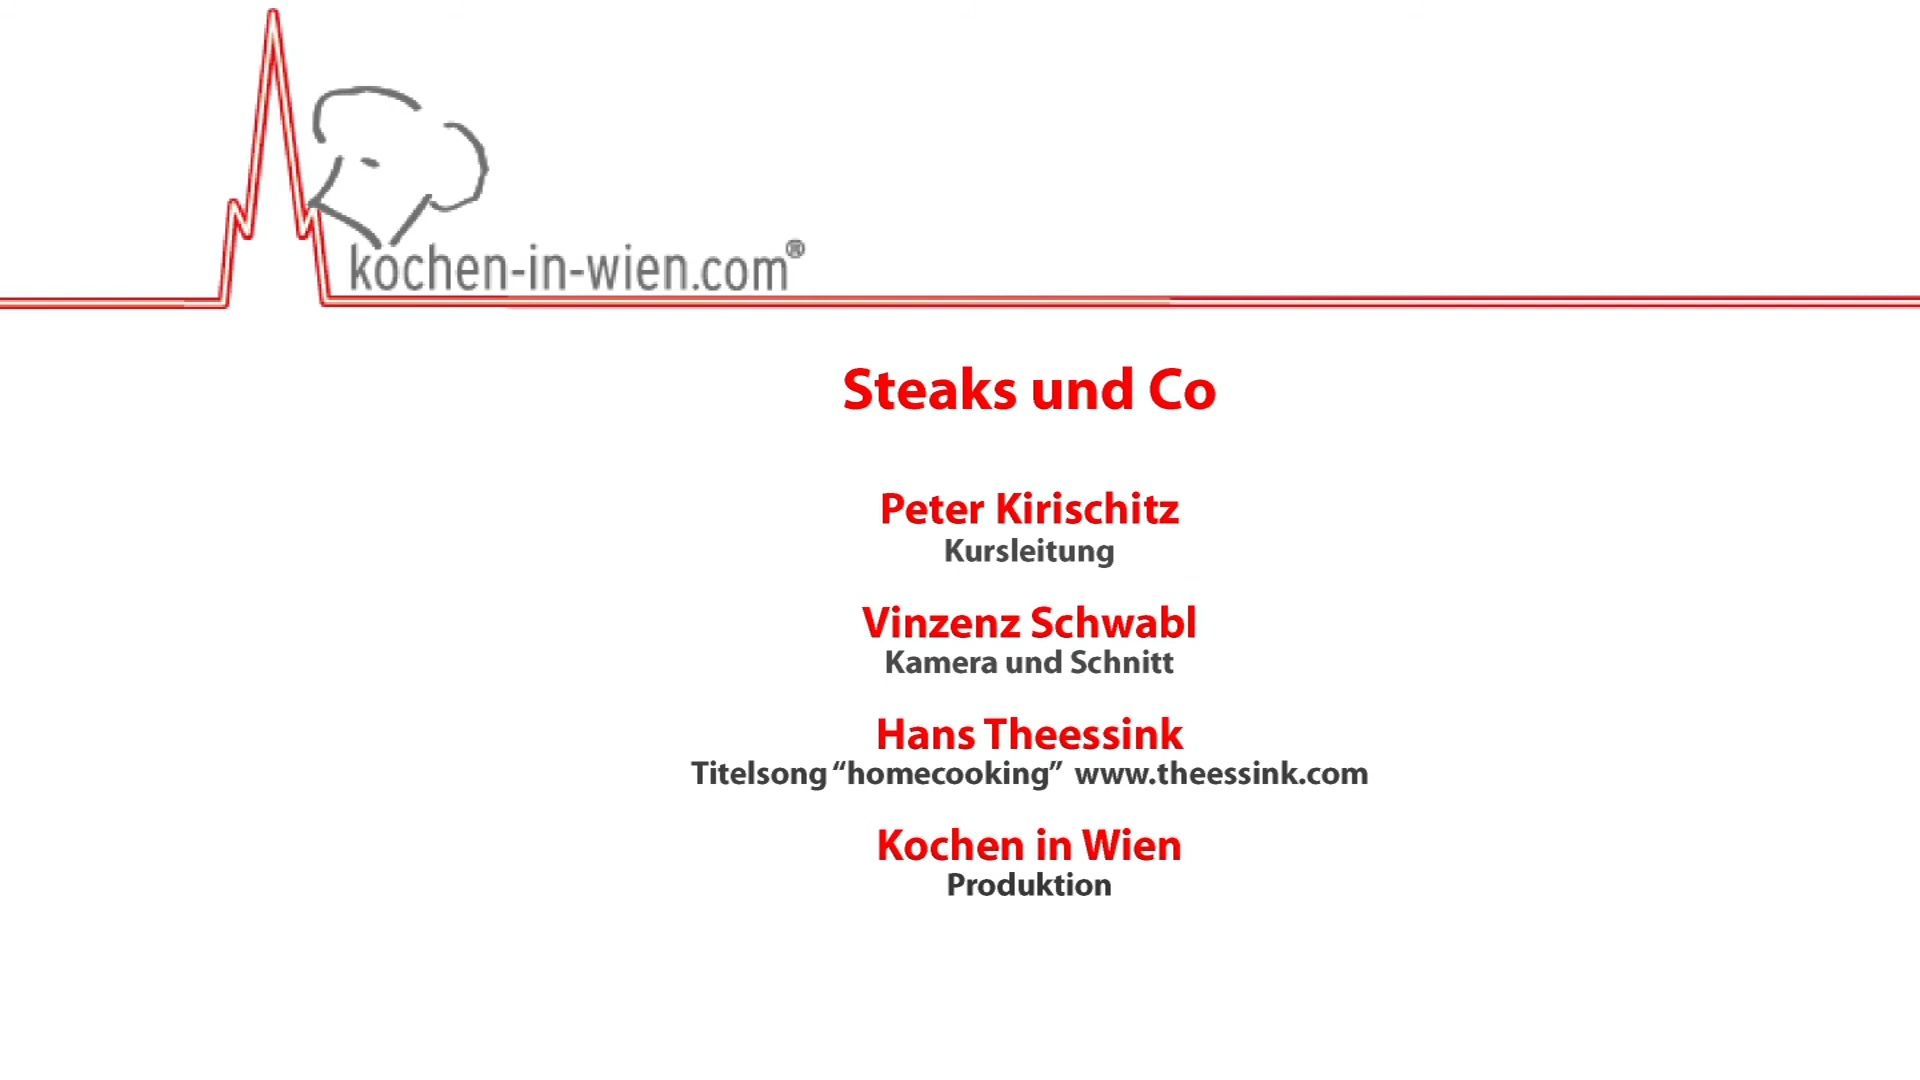 kochen-in-wien.com®
Steaks und Co
Peter Kirischitz
Kursleitung
Vinzenz Schwabl
Kamera und Schnitt
Hans Theessink
Titelsong “homecooking” www.theessink.com
Kochen in Wien
Produktion